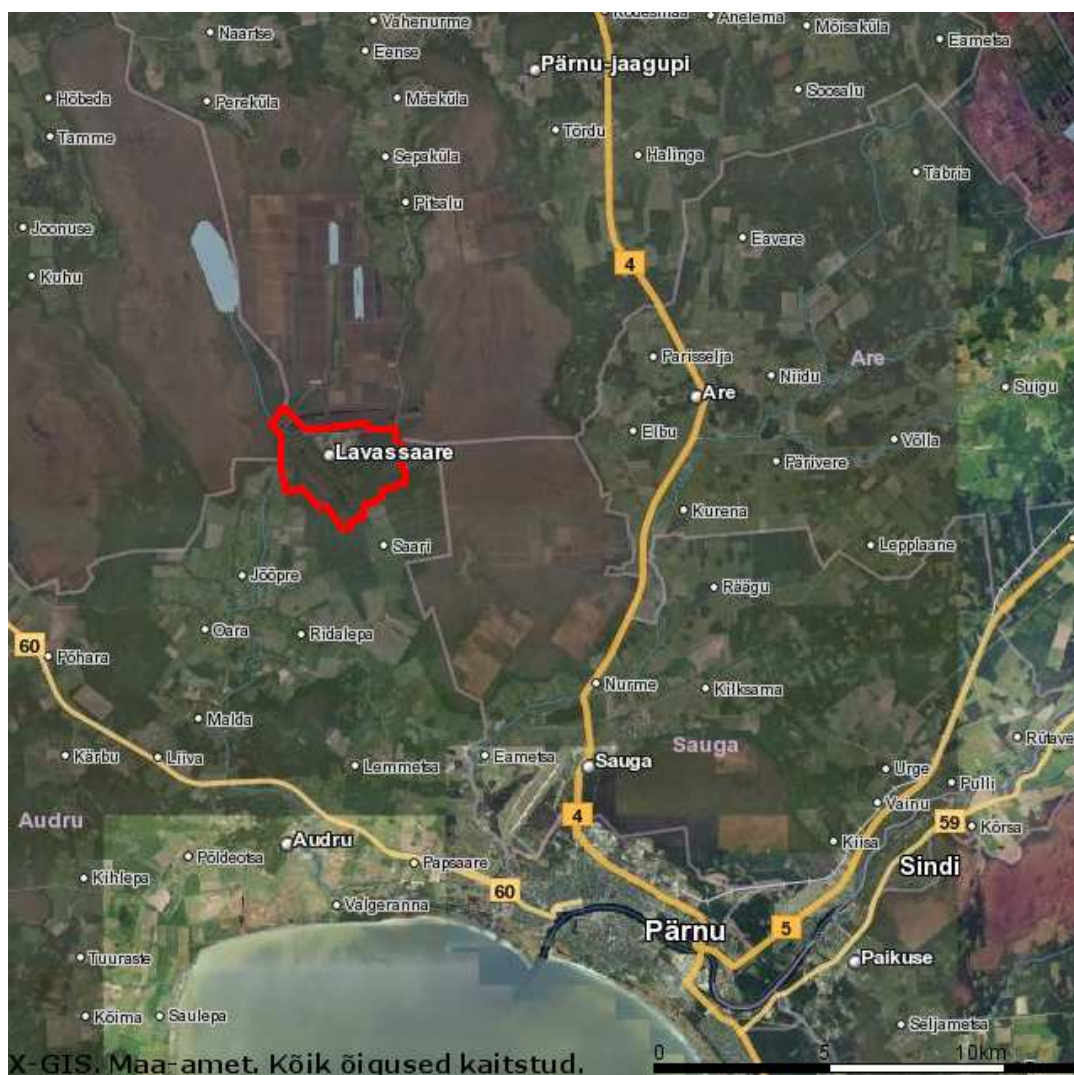 Rodesmaa
Anelema
Vahenurme
Mõisaküla
Naartse
Eametsa
Eense
Pärnu-jaagupi
Hõbeda
Pereküla
Mäeküla
Soosalu
Tõrdu
Tamme
Sepaküla
Halinga
Tabria
Pitsalu
Joonuse
Eavere
4
Kuhu
Parisselja
Are
Niidu
Suigu
Are
Elbu
Võlla
Lavassaare
Pärivere
Kurena
Saari
Lepplaane
Jõõpre
Räägu
Oara
Ridalepa
60
Põhara
Nurme
Kilksama
Malda
Rütave
Sauga
Kärbu
Liiva
Eametsa
Lemmetsa
Sauga
Urge
Pulli
Vainu
4
Audru
59
Kõrsa
Audru
Kiisa
Põldeotsa
Papsaare
Sindi
Kihlepa
60
Valgeranna
Pärnu
5
Tuuraste
Paikuse
Kõima
Saulepa
Seljametsa
X-GIS. Maa-amet. Kõik õigused kaitstud.
0 5 10km